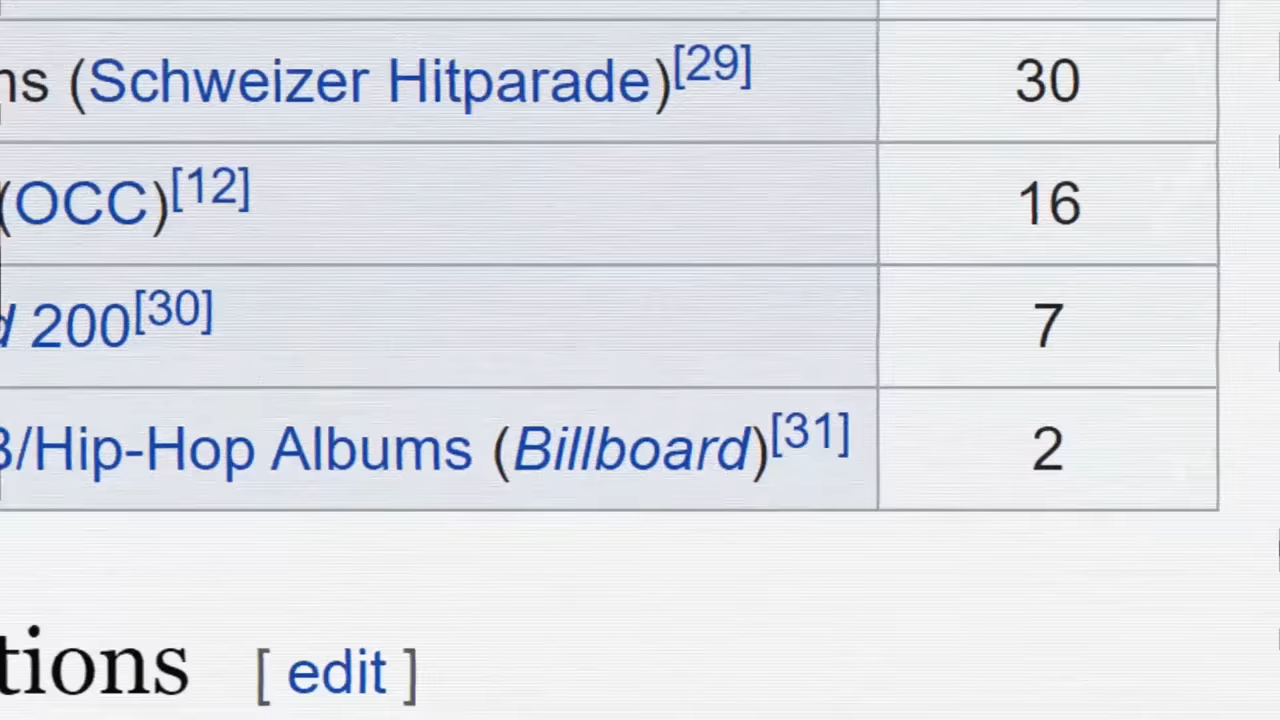 ns (Schweizer Hitparade)[29] 30
(OCC)[12] 16
d 200[30] 7
B/Hip-Hop Albums (Billboard)[31] 2
tions [ edit ]